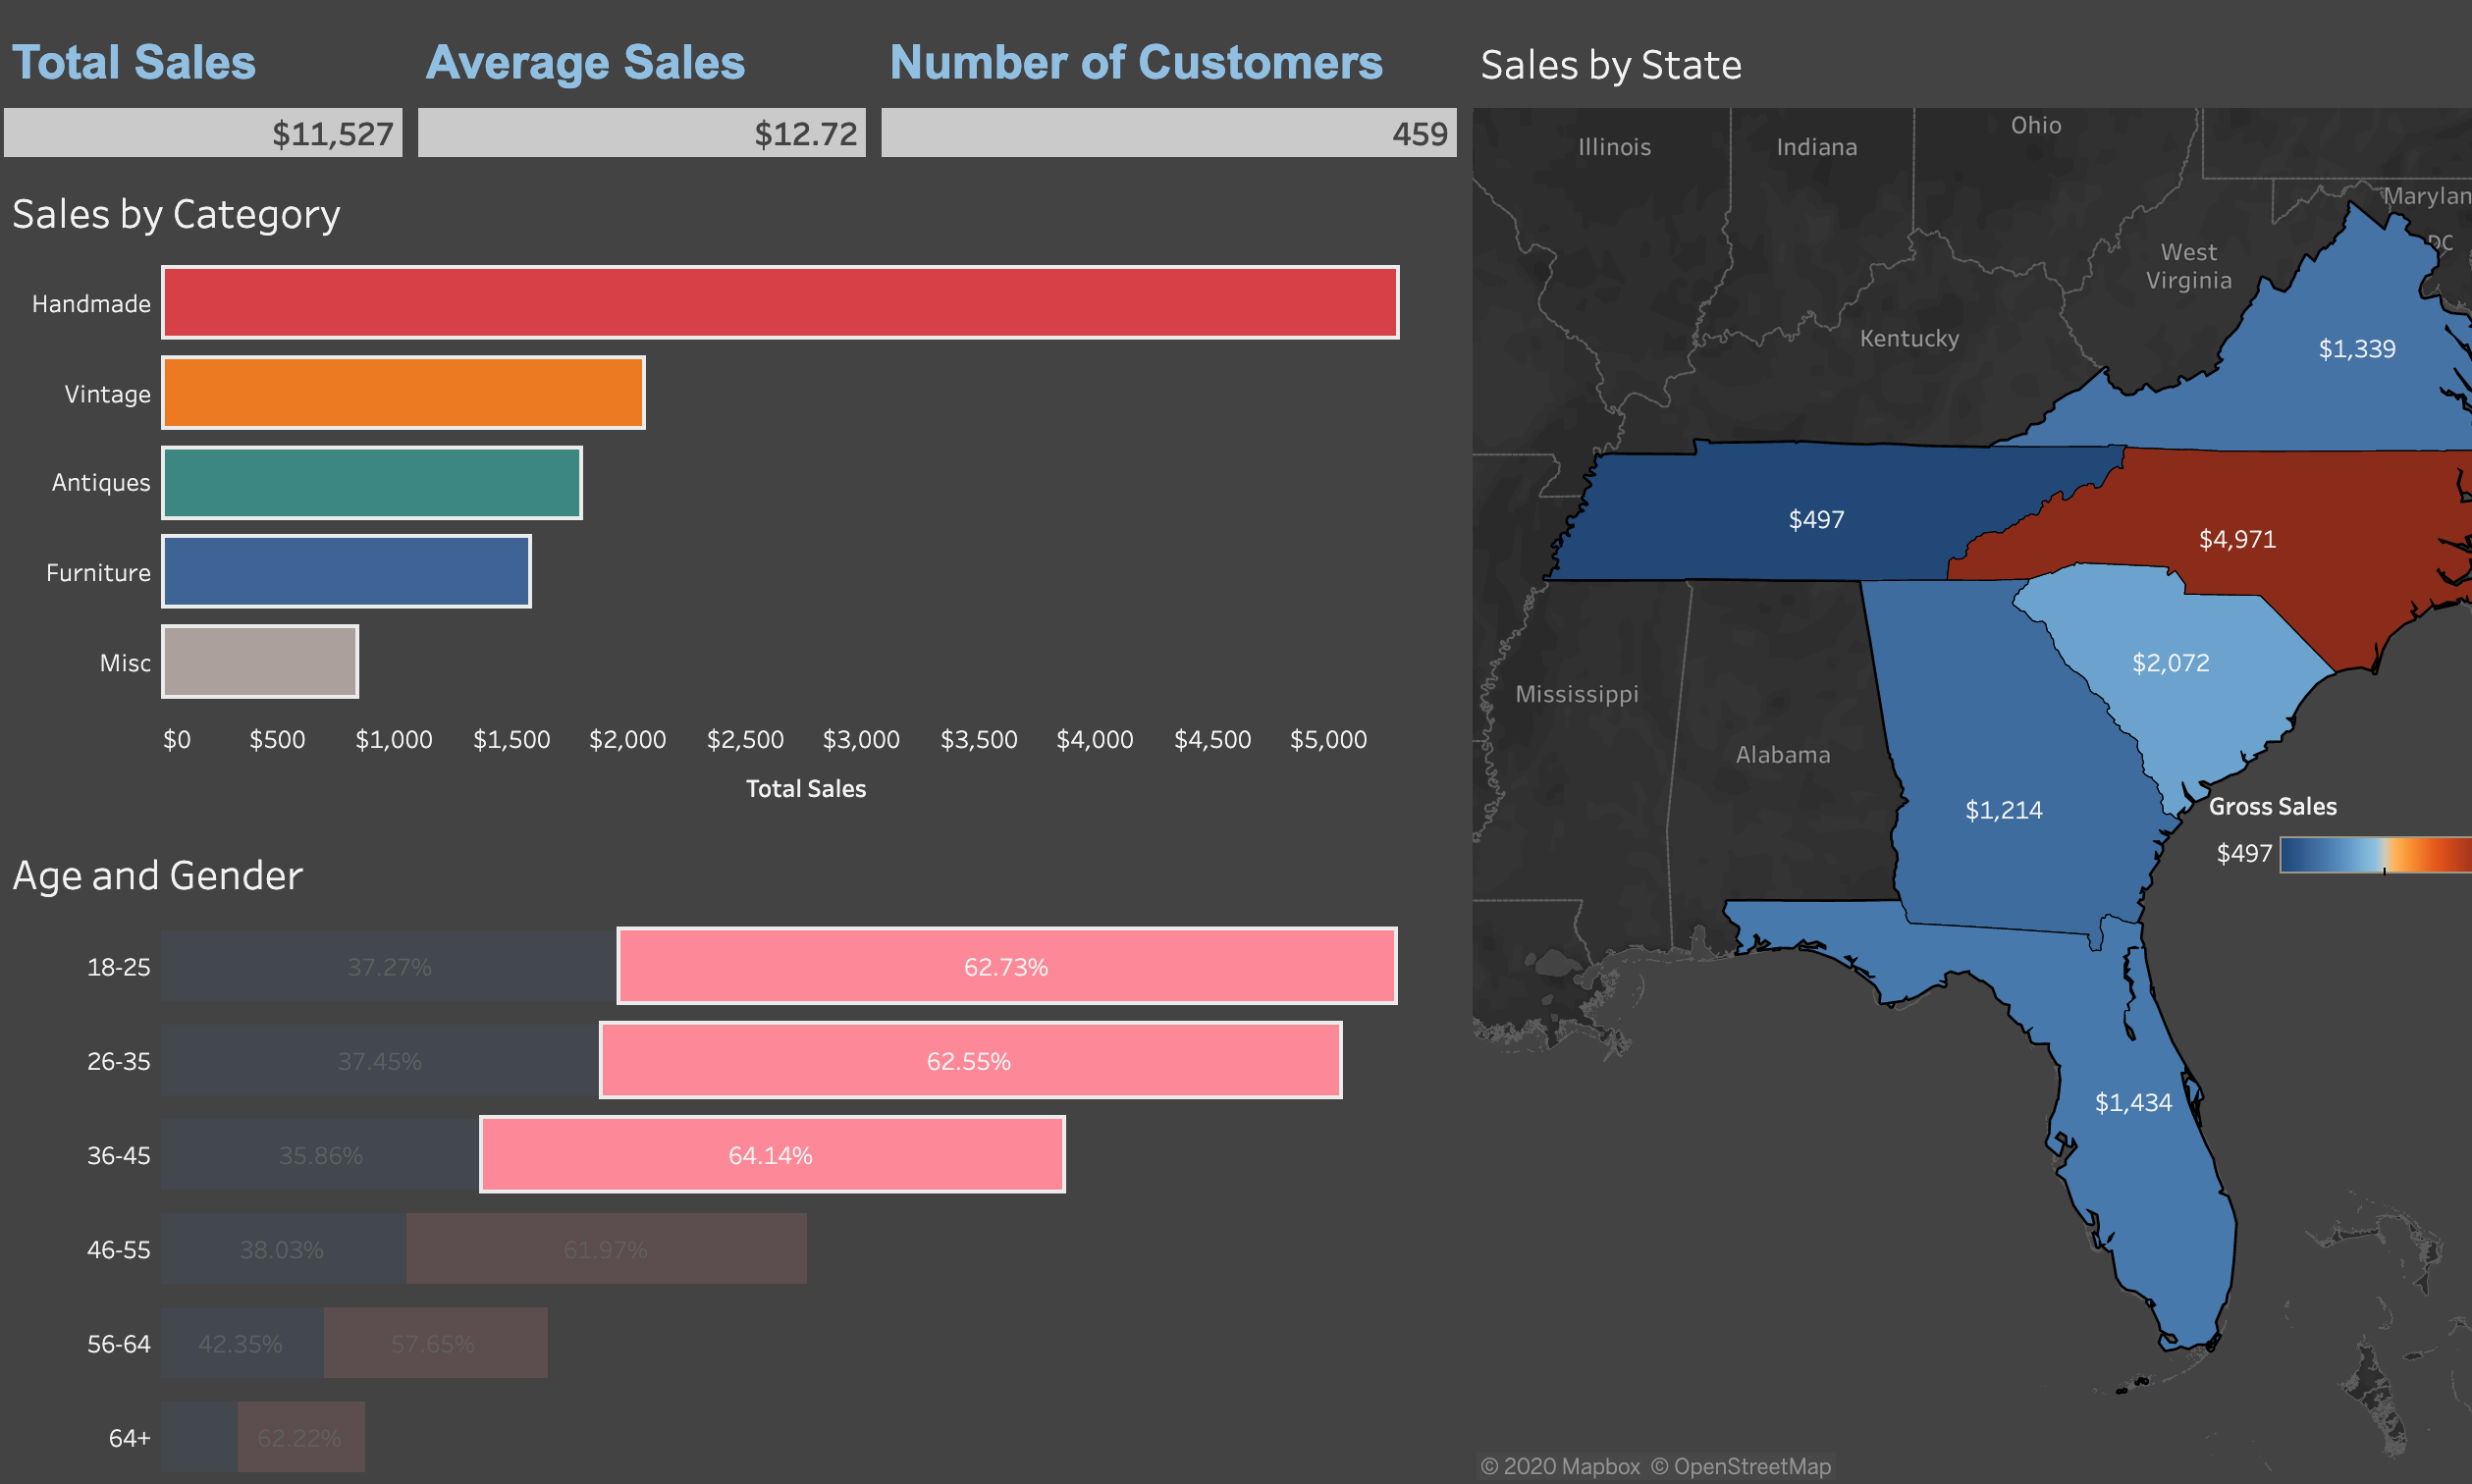 Total Sales
$11,527
Average Sales
$12.72
Number of Customers
459
Sales by Category
Handmade
Vintage
Antiques
Furniture
Misc
$0 $500 $1,000 $1,500 $2,000 $2,500 $3,000 $3,500 $4,000 $4,500 $5,000
Total Sales
Age and Gender
18-25 37.27% 62.73%
26-35 37.45% 62.55%
36-45 35.86% 64.14%
46-55 38.03% 61.97%
56-64 42.35% 57.65%
64+ 62.22%
Sales by State
Ohio
Illinois
Indiana
Marylan
DC
West
Virginia
Kentucky
$1,339
$497
$4,971
$2,072
Mississippi
Alabama
$1,214
Gross Sales
$497
$1,434
© 2020 Mapbox © OpenStreetMap